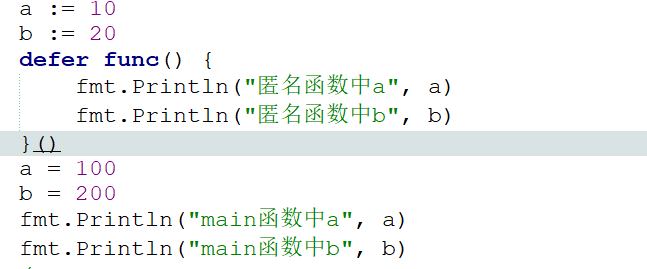 a := 10
b := 20
defer func() {
    fmt.Println("匿名函数中a", a)
    fmt.Println("匿名函数中b", b)
}()
a = 100
b = 200
fmt.Println("main函数中a", a)
fmt.Println("main函数中b", b)